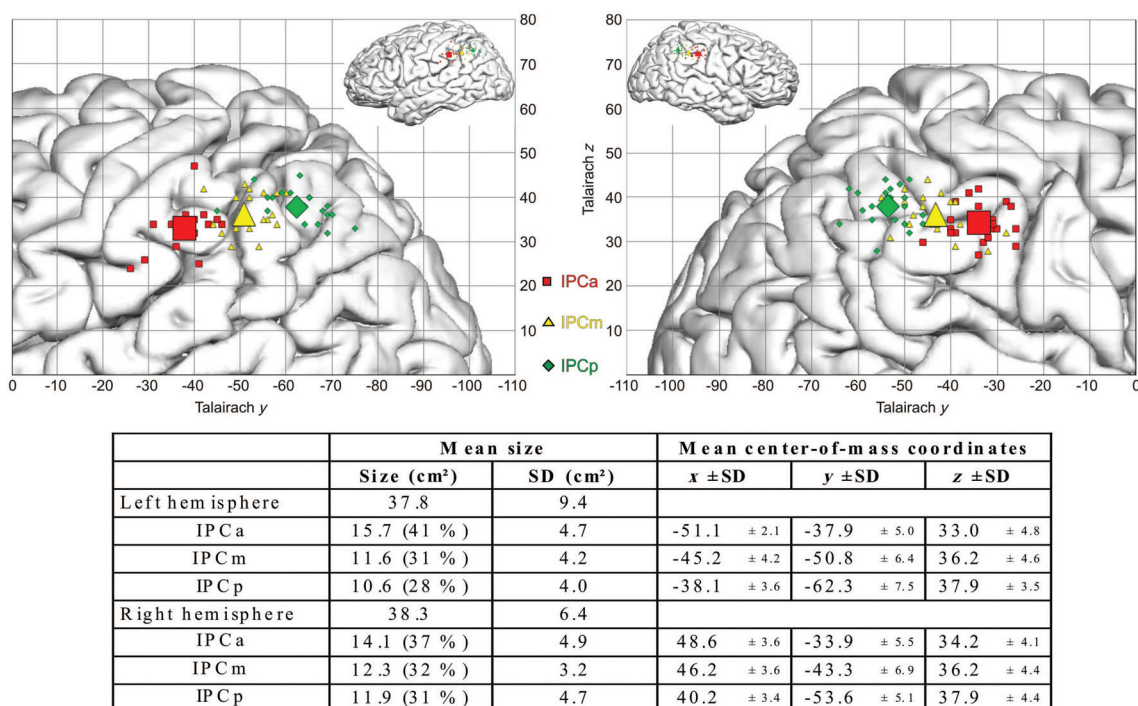 80
70
60
50
40
30
20
10
0 -10 -20 -30 -40 -50 -60 -70 -80 -90 -100 -110
Talairach y
IPCa
IPCm
IPCp
80
70
60
50
40
30
20
10
Talairach z
-110 -100 -90 -80 -70 -60 -50 -40 -30 -20 -10 0
Talairach y
Mean size Mean center-of-mass coordinates
Size (cm²) SD (cm²) x ±SD y ±SD z ±SD
Left hemisphere 37.8 9.4
IPCa 15.7 (41 %) 4.7 -51.1 ± 2.1 -37.9 ± 5.0 33.0 ± 4.8
IPCm 11.6 (31 %) 4.2 -45.2 ± 4.2 -50.8 ± 6.4 36.2 ± 4.6
IPCp 10.6 (28 %) 4.0 -38.1 ± 3.6 -62.3 ± 7.5 37.9 ± 3.5
Right hemisphere 38.3 6.4
IPCa 14.1 (37 %) 4.9 48.6 ± 3.6 -33.9 ± 5.5 34.2 ± 4.1
IPCm 12.3 (32 %) 3.2 46.2 ± 3.6 -43.3 ± 6.9 36.2 ± 4.4
IPCp 11.9 (31 %) 4.7 40.2 ± 3.4 -53.6 ± 5.1 37.9 ± 4.4